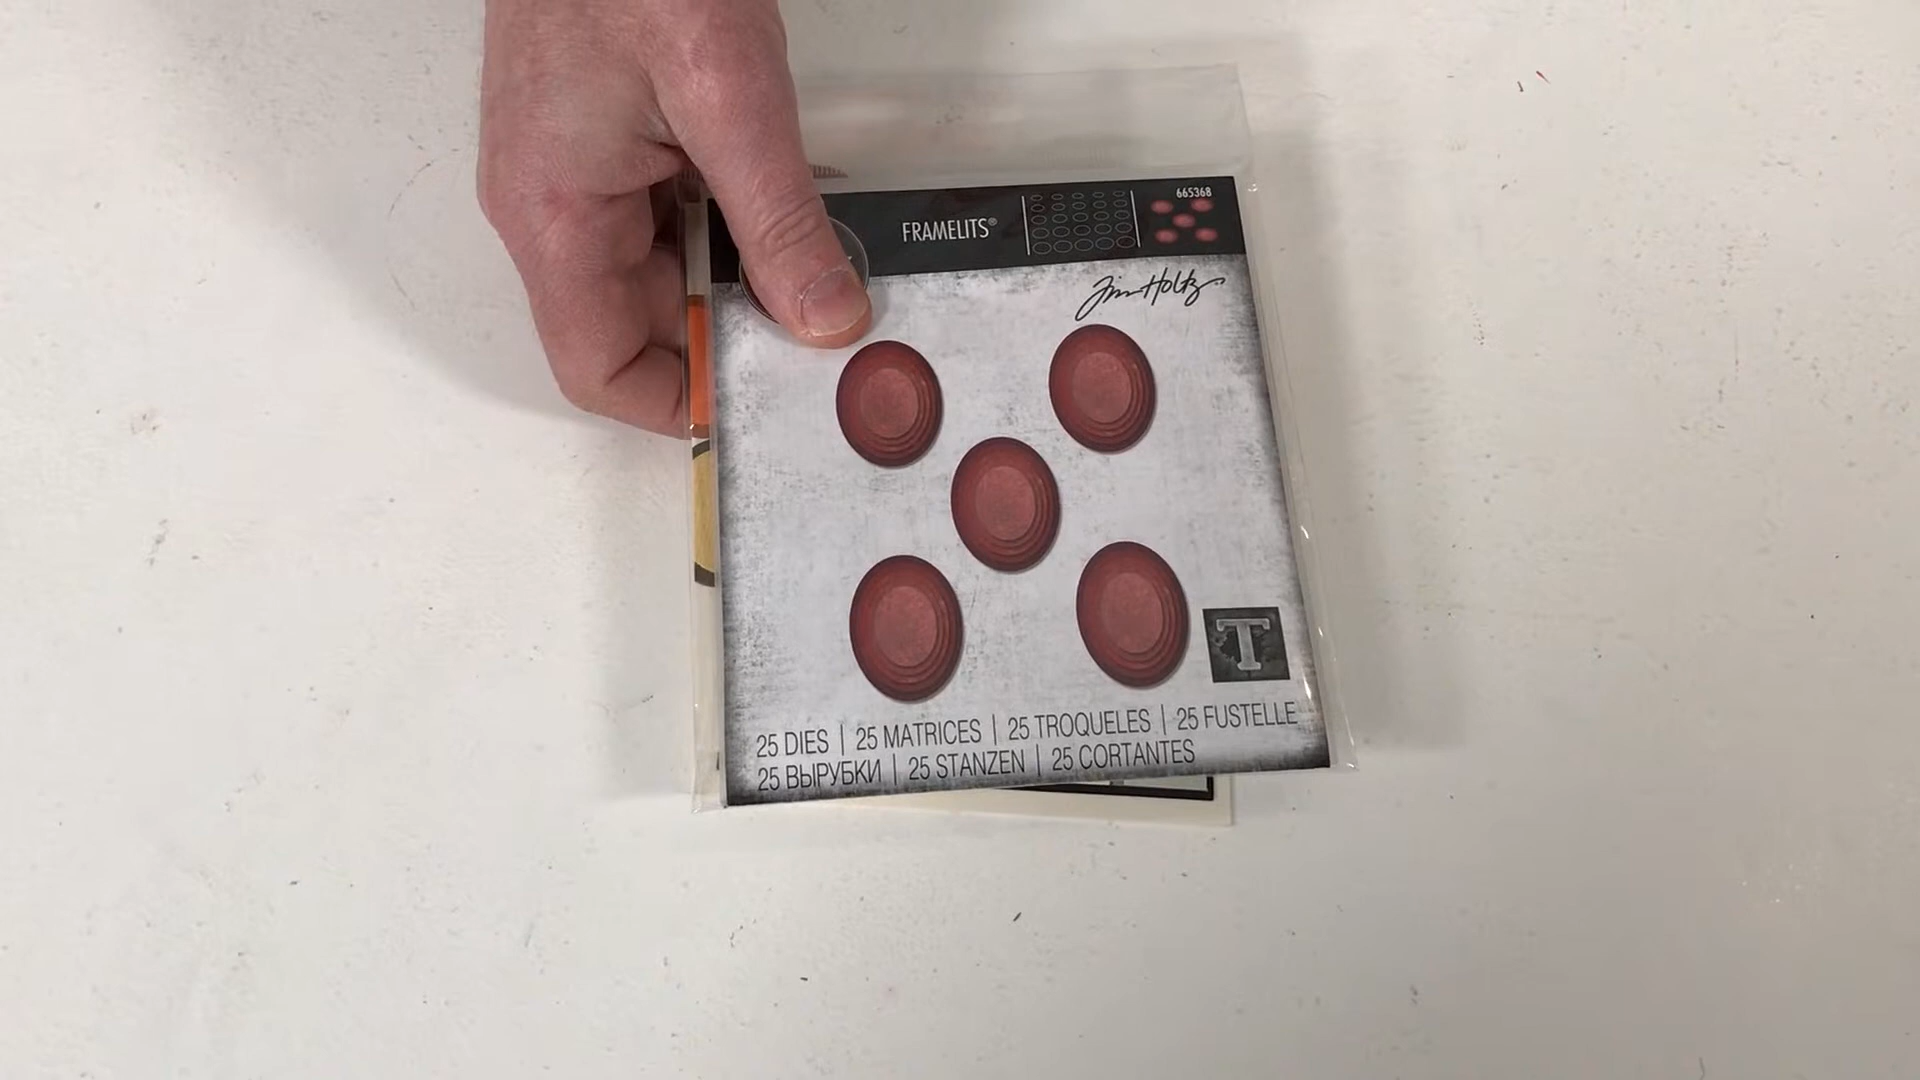 665368
FRAMELITS®
Tim Holtz
T
25 DIES | 25 MATRICES | 25 TROQUELES | 25 FUSTELLE
25 ВЫРУБКИ | 25 STANZEN | 25 CORTANTES